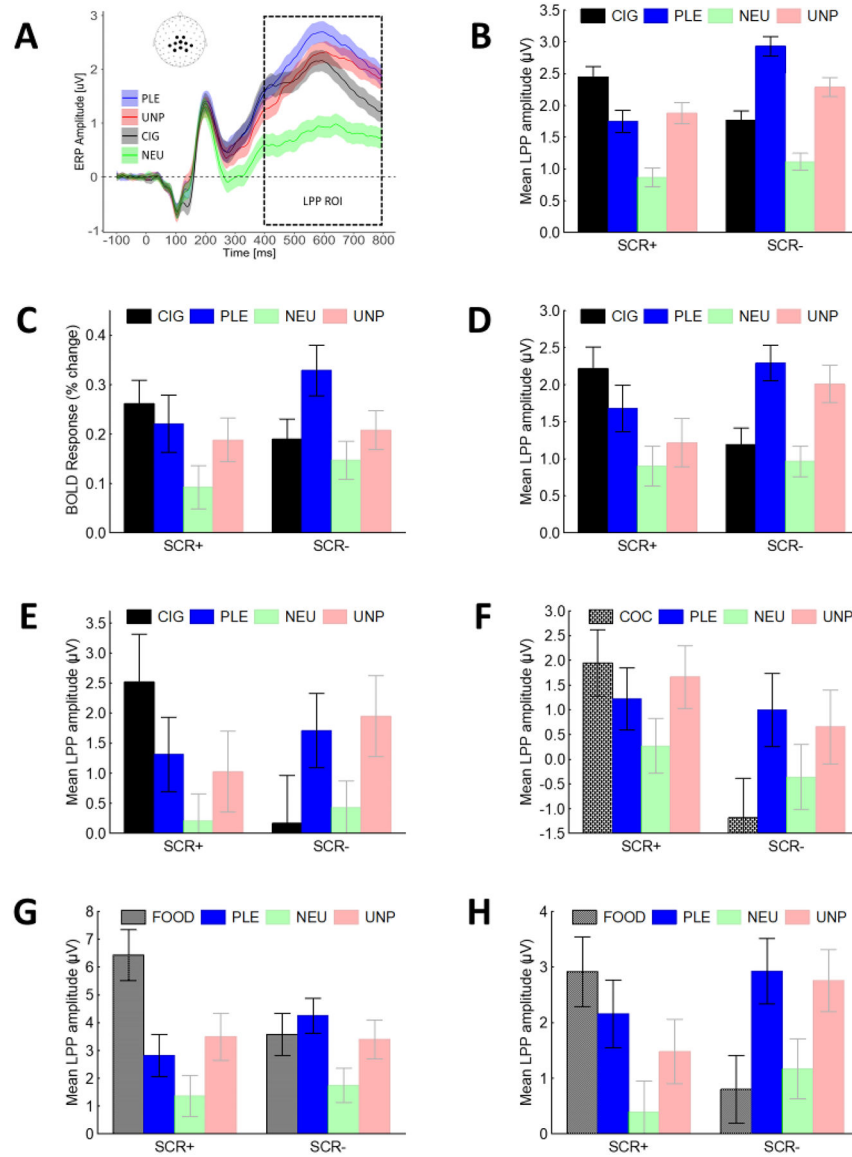 A
ERP Amplitude [uV]
3
2
1
0
-1
PLE
UNP
CIG
NEU
LPP ROI
-100 0 100 200 300 400 500 600 700 800
Time [ms]
B
CIG PLE NEU UNP
Mean LPP amplitude (µV)
3.5
3.0
2.5
2.0
1.5
1.0
0.5
0.0
SCR+ SCR-
C
CIG PLE NEU UNP
BOLD Response (% change)
0.4
0.3
0.2
0.1
0.0
SCR+ SCR-
D
CIG PLE NEU UNP
Mean LPP amplitude (µV)
3.0
2.5
2.0
1.5
1.0
0.5
0.0
SCR+ SCR-
E
CIG PLE NEU UNP
Mean LPP amplitude (µV)
3.5
3.0
2.5
2.0
1.5
1.0
0.5
0.0
SCR+ SCR-
F
COC PLE NEU UNP
Mean LPP amplitude (µV)
3.0
2.5
2.0
1.5
1.0
0.5
0.0
-0.5
-1.0
-1.5
SCR+ SCR-
G
FOOD PLE NEU UNP
Mean LPP amplitude (µV)
8
7
6
5
4
3
2
1
0
SCR+ SCR-
H
FOOD PLE NEU UNP
Mean LPP amplitude (µV)
4
3
2
1
0
SCR+ SCR-